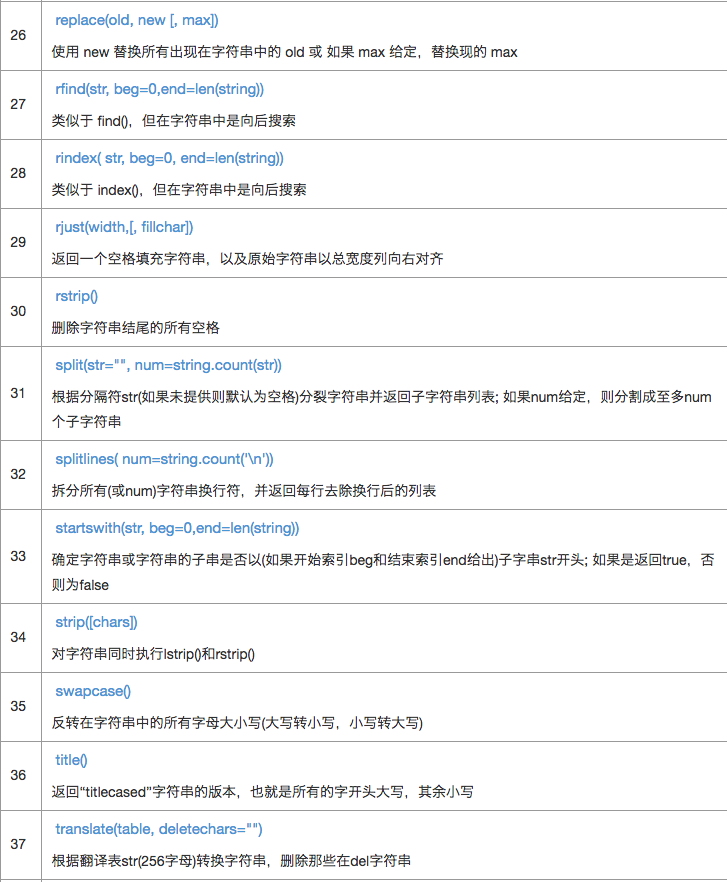 26
replace(old, new [, max])
使用 new 替换所有出现在字符串中的 old 或 如果 max 给定，替换现的 max
27
rfind(str, beg=0,end=len(string))
类似于 find()，但在字符串中是向后搜索
28
rindex( str, beg=0, end=len(string))
类似于 index()，但在字符串中是向后搜索
29
rjust(width,[, fillchar])
返回一个空格填充字符串，以及原始字符串以总宽度列向右对齐
30
rstrip()
删除字符串结尾的所有空格
31
split(str="", num=string.count(str))
根据分隔符str(如果未提供则默认为空格)分裂字符串并返回子字符串列表; 如果num给定，则分割成至多num
个子字符串
32
splitlines( num=string.count('\n'))
拆分所有(或num)字符串换行符，并返回每行去除换行后的列表
33
startswith(str, beg=0,end=len(string))
确定字符串或字符串的子串是否以(如果开始索引beg和结束索引end给出)子字串str开头; 如果是返回true，否
则为false
34
strip([chars])
对字符串同时执行lstrip()和rstrip()
35
swapcase()
反转在字符串中的所有字母大小写(大写转小写，小写转大写)
36
title()
返回“titlecased”字符串的版本，也就是所有的字开头大写，其余小写
37
translate(table, deletechars="")
根据翻译表str(256字母)转换字符串，删除那些在del字符串